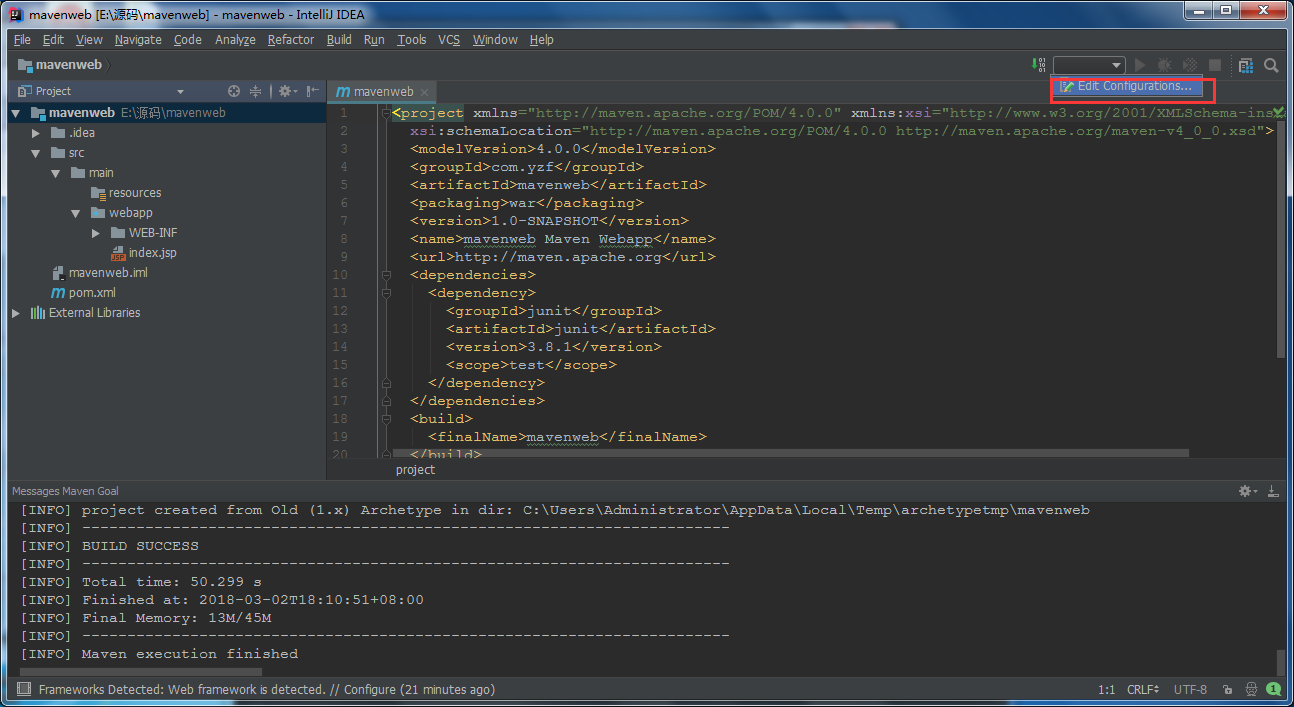 mavenweb [E:\源码\mavenweb] - mavenweb - IntelliJ IDEA
File Edit View Navigate Code Analyze Refactor Build Run Tools VCS Window Help
mavenweb
Edit Configurations...
Project
mavenweb
mavenweb E:\源码\mavenweb
.idea
src
main
resources
webapp
WEB-INF
index.jsp
mavenweb.iml
pom.xml
External Libraries
1 <project xmlns="http://maven.apache.org/POM/4.0.0" xmlns:xsi="http://www.w3.org/2001/XMLSchema-inst
2 xsi:schemaLocation="http://maven.apache.org/POM/4.0.0 http://maven.apache.org/maven-v4_0_0.xsd">
3 <modelVersion>4.0.0</modelVersion>
4 <groupId>com.yzf</groupId>
5 <artifactId>mavenweb</artifactId>
6 <packaging>war</packaging>
7 <version>1.0-SNAPSHOT</version>
8 <name>mavenweb Maven Webapp</name>
9 <url>http://maven.apache.org</url>
10 <dependencies>
11 <dependency>
12 <groupId>junit</groupId>
13 <artifactId>junit</artifactId>
14 <version>3.8.1</version>
15 <scope>test</scope>
16 </dependency>
17 </dependencies>
18 <build>
19 <finalName>mavenweb</finalName>
20 </build>
project
Messages Maven Goal
[INFO] project created from Old (1.x) Archetype in dir: C:\Users\Administrator\AppData\Local\Temp\archetypetmp\mavenweb
[INFO] ------------------------------------------------------------------------
[INFO] BUILD SUCCESS
[INFO] ------------------------------------------------------------------------
[INFO] Total time: 50.299 s
[INFO] Finished at: 2018-03-02T18:10:51+08:00
[INFO] Final Memory: 13M/45M
[INFO] ------------------------------------------------------------------------
[INFO] Maven execution finished
Frameworks Detected: Web framework is detected. // Configure (21 minutes ago)
1:1 CRLF UTF-8 1